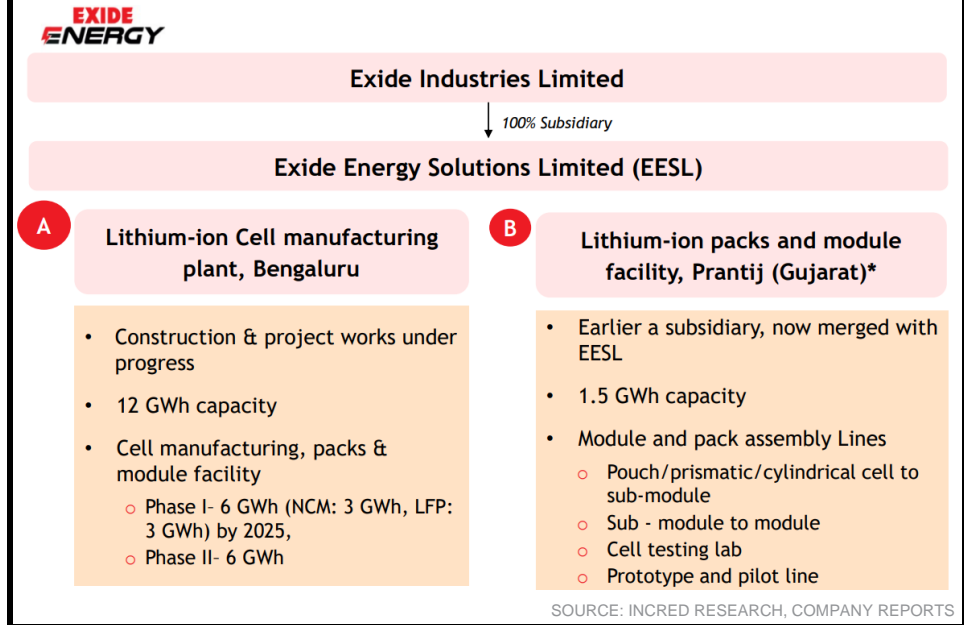 EXIDE
ENERGY
Exide Industries Limited
100% Subsidiary
Exide Energy Solutions Limited (EESL)
A
Lithium-ion Cell manufacturing
plant, Bengaluru
• Construction & project works under
progress
• 12 GWh capacity
• Cell manufacturing, packs &
module facility
o Phase I– 6 GWh (NCM: 3 GWh, LFP:
3 GWh) by 2025,
o Phase II– 6 GWh
B
Lithium-ion packs and module
facility, Prantij (Gujarat)*
• Earlier a subsidiary, now merged with
EESL
• 1.5 GWh capacity
• Module and pack assembly Lines
o Pouch/prismatic/cylindrical cell to
sub-module
o Sub - module to module
o Cell testing lab
o Prototype and pilot line
SOURCE: INCRED RESEARCH, COMPANY REPORTS